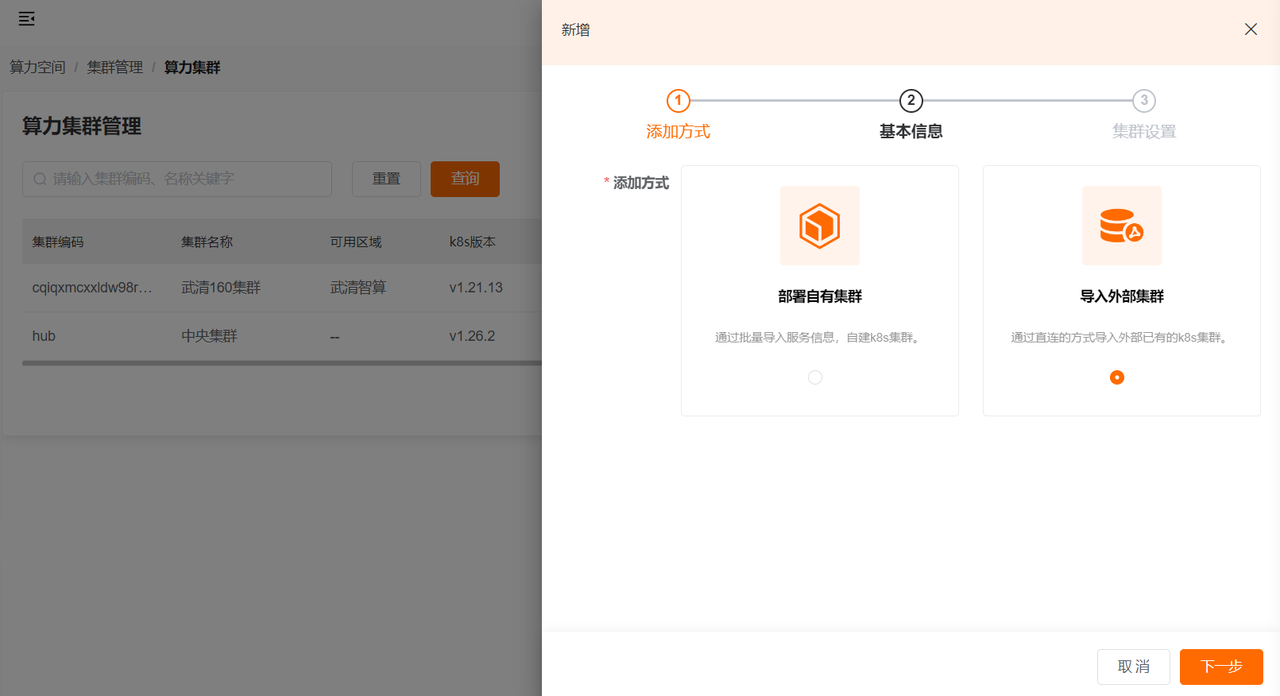 新增
算力空间 / 集群管理 / 算力集群
1 2 3
添加方式 基本信息 集群设置
算力集群管理
请输入集群编码、名称关键字 重置 查询
* 添加方式
集群编码 集群名称 可用区域 k8s版本
cqiqxmcxxldw98r... 武清160集群 武清智算 v1.21.13
hub 中央集群 -- v1.26.2
部署自有集群
通过批量导入服务信息，自建k8s集群。
导入外部集群
通过直连的方式导入外部已有的k8s集群。
取消 下一步